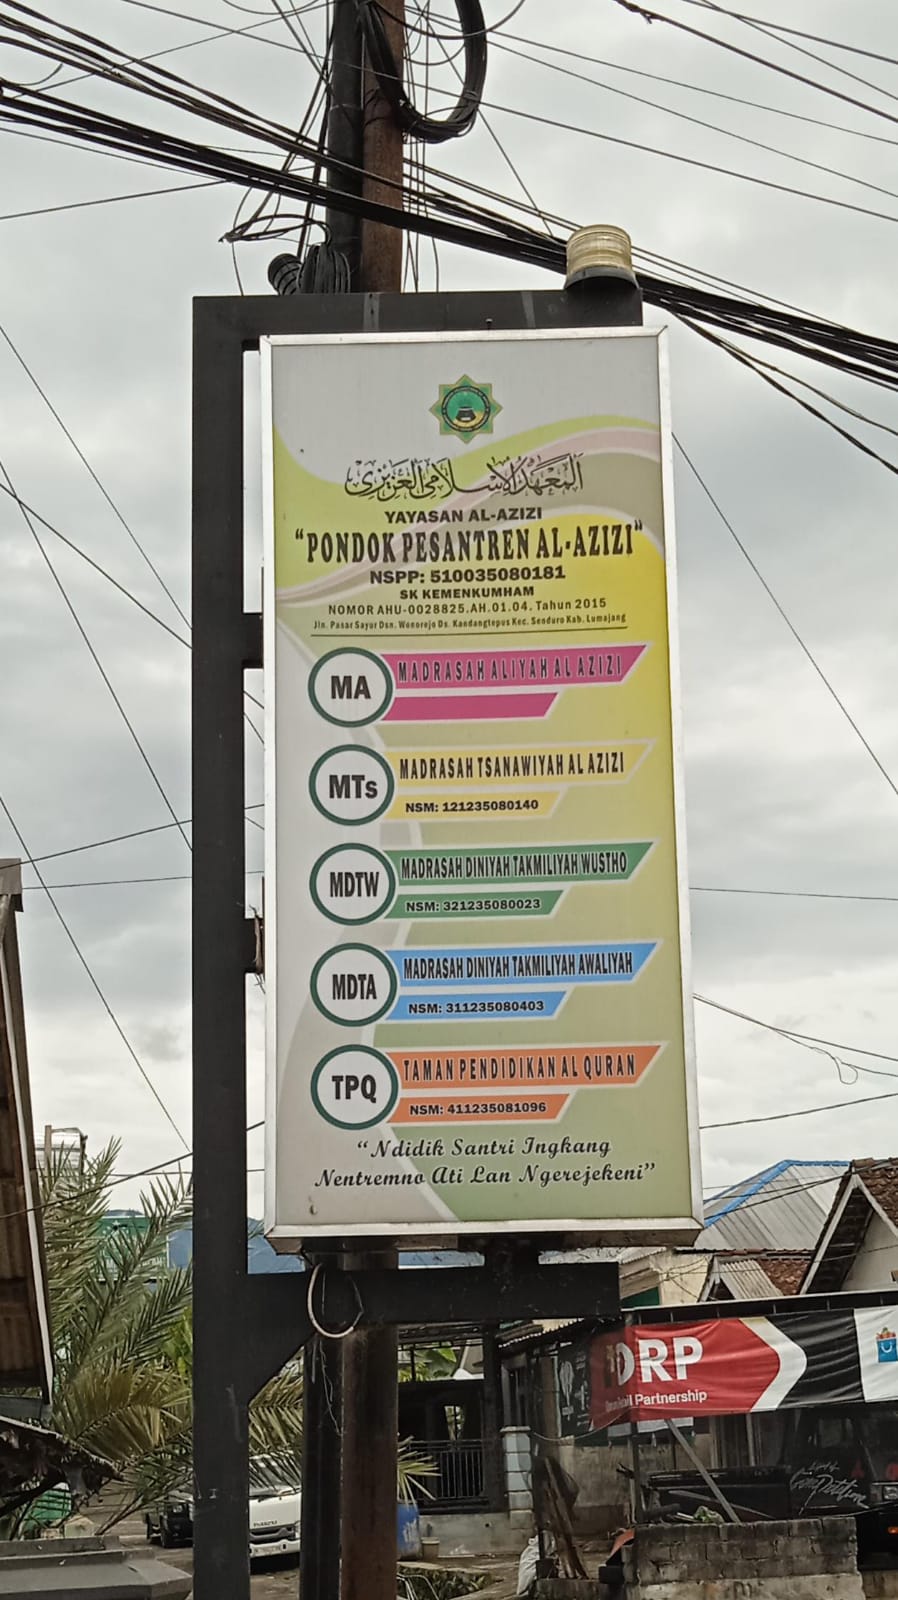 المعهد الإسلامي العزيزي
YAYASAN AL-AZIZI
"PONDOK PESANTREN AL-AZIZI"
NSPP: 510035080181
SK KEMENKUMHAM
NOMOR AHU-0028825.AH.01.04. Tahun 2015
Jln. Pasar Sayur Dsn. Wonorejo Ds. Kandangtepus Kec. Senduro Kab. Lumajang
MA
MADRASAH ALIYAH AL AZIZI
MTs
MADRASAH TSANAWIYAH AL AZIZI
NSM: 121235080140
MDTW
MADRASAH DINIYAH TAKMILIYAH WUSTHO
NSM: 321235080023
MDTA
MADRASAH DINIYAH TAKMILIYAH AWALIYAH
NSM: 311235080403
TPQ
TAMAN PENDIDIKAN AL QURAN
NSM: 411235081096
"Ndidik Santri Ingkang
Nentremno Ati Lan Ngerejekeni"
ORP
Partnership
ISUZU